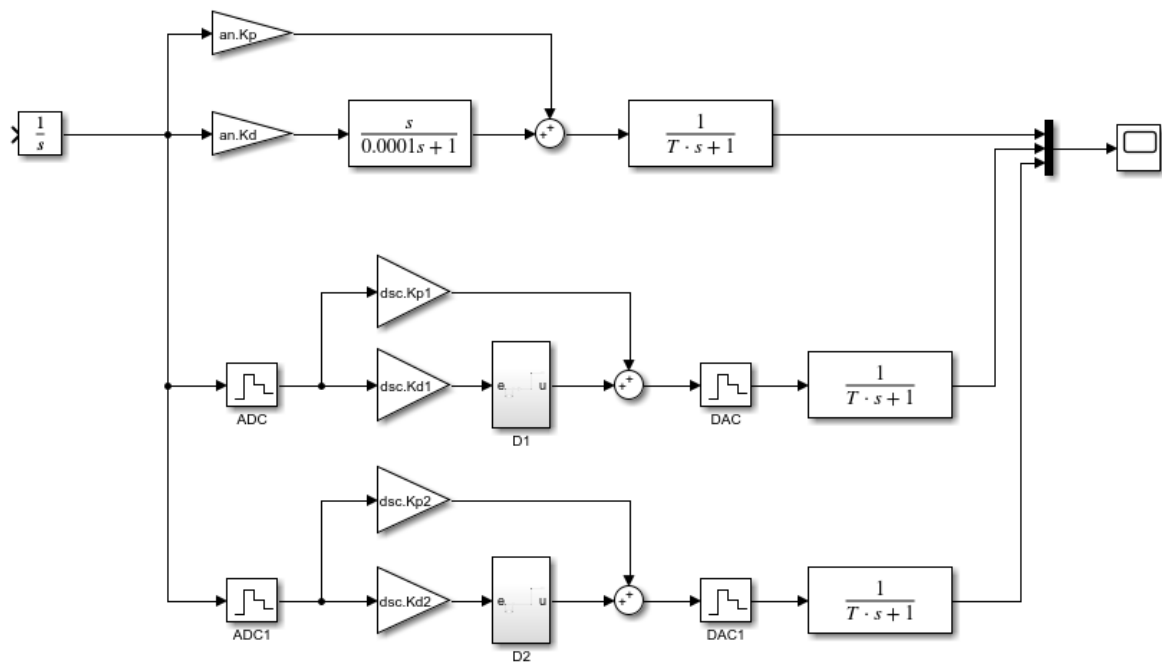 an.Kp
1
s
an.Kd
s
0.0001s + 1
+
+
1
T · s + 1
dsc.Kp1
dsc.Kd1
e
u
+
+
1
T · s + 1
ADC
DAC
D1
dsc.Kp2
dsc.Kd2
e
u
+
+
1
T · s + 1
ADC1
DAC1
D2